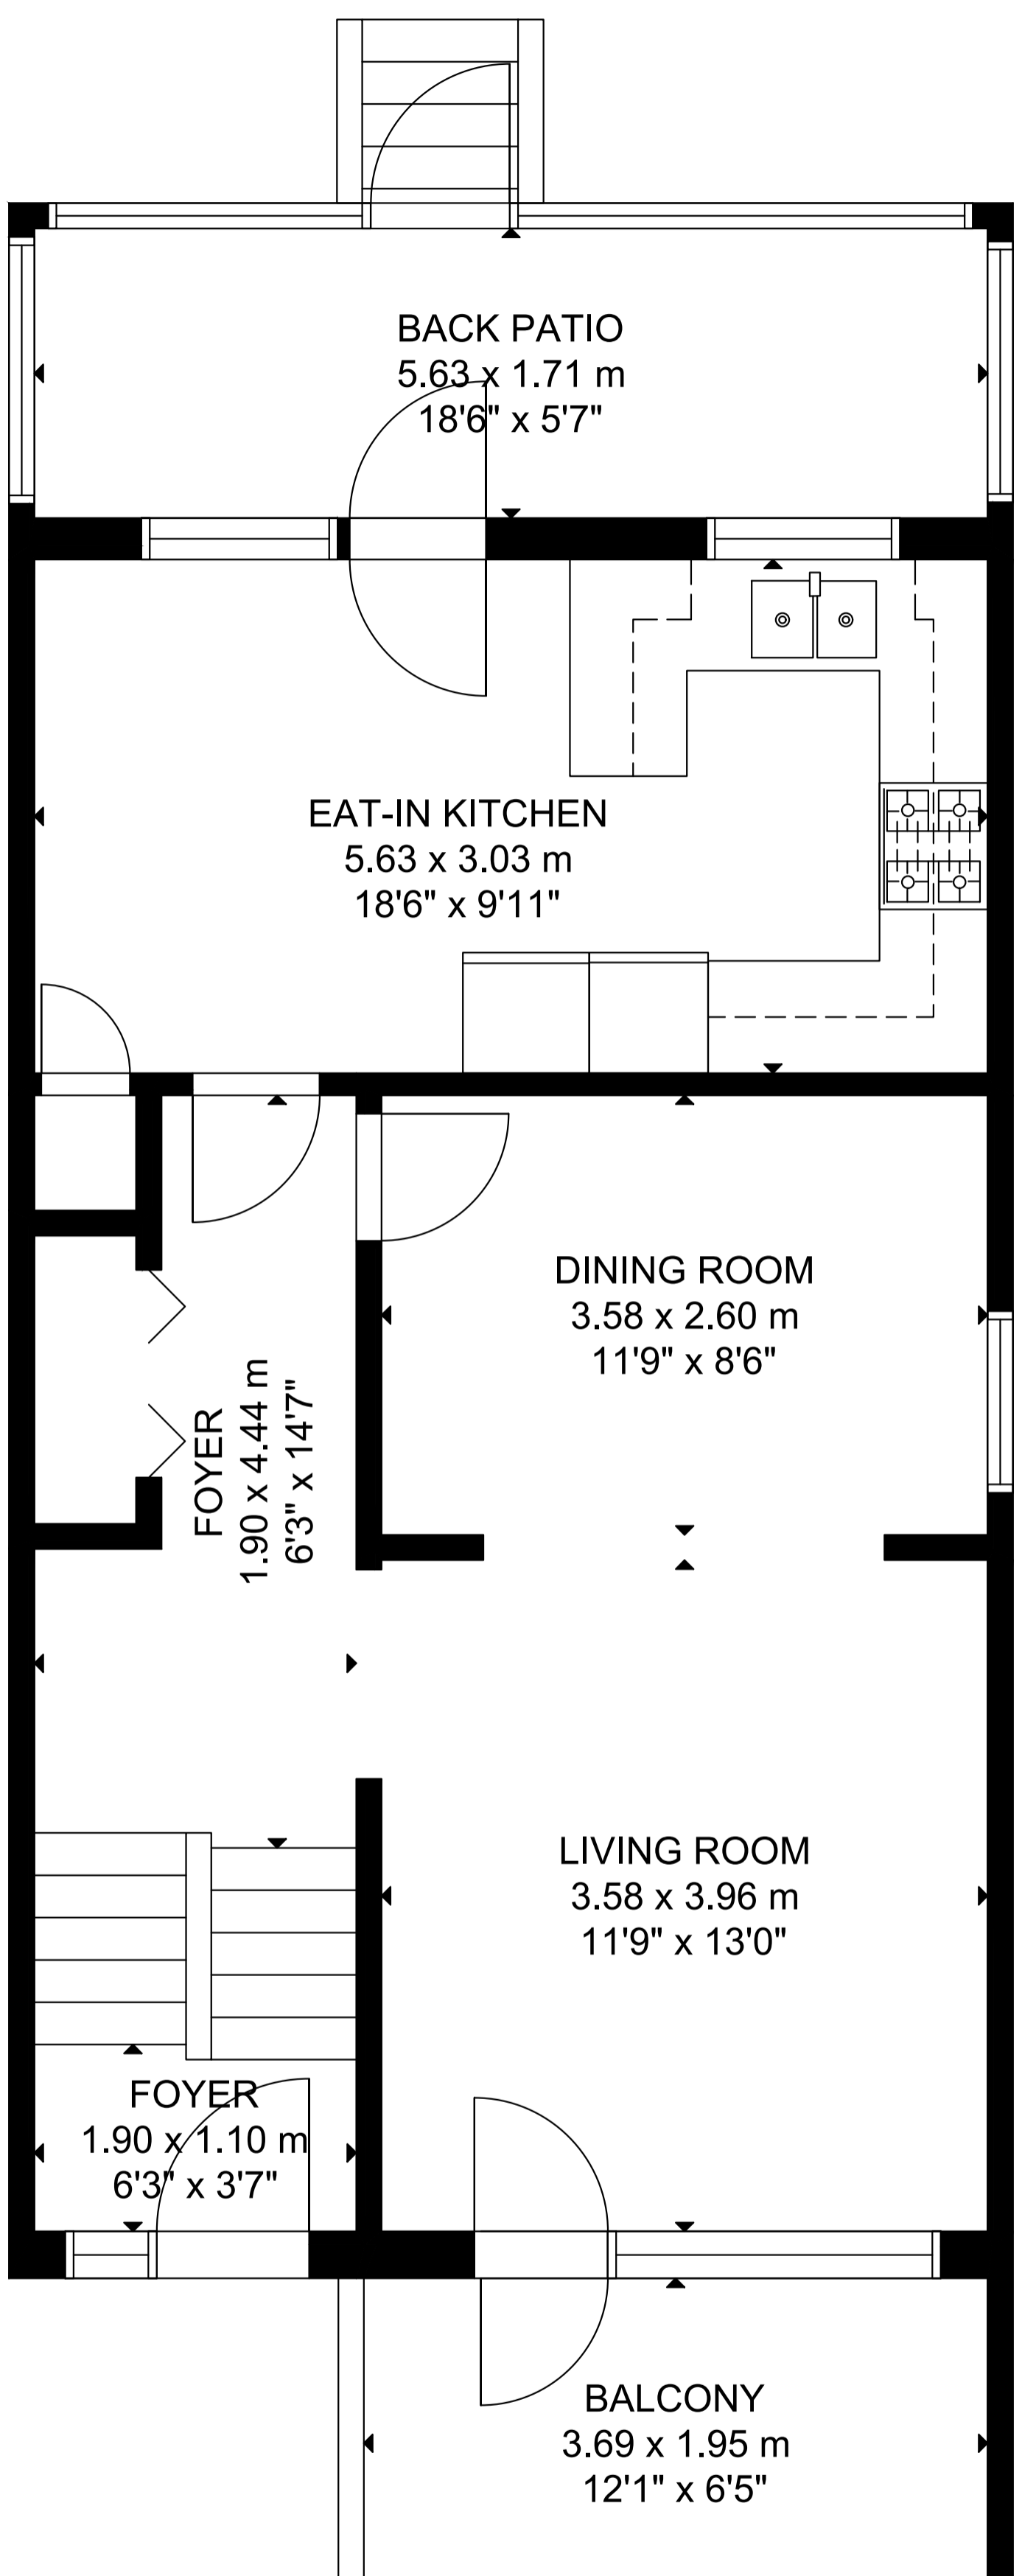 BACK PATIO
5.63 x 1.71 m
18'6" x 5'7"
EAT-IN KITCHEN
5.63 x 3.03 m
18'6" x 9'11"
DINING ROOM
3.58 x 2.60 m
11'9" x 8'6"
FOYER
1.90 x 4.44 m
6'3" x 14'7"
LIVING ROOM
3.58 x 3.96 m
11'9" x 13'0"
FOYER
1.90 x 1.10 m
6'3" x 3'7"
BALCONY
3.69 x 1.95 m
12'1" x 6'5"